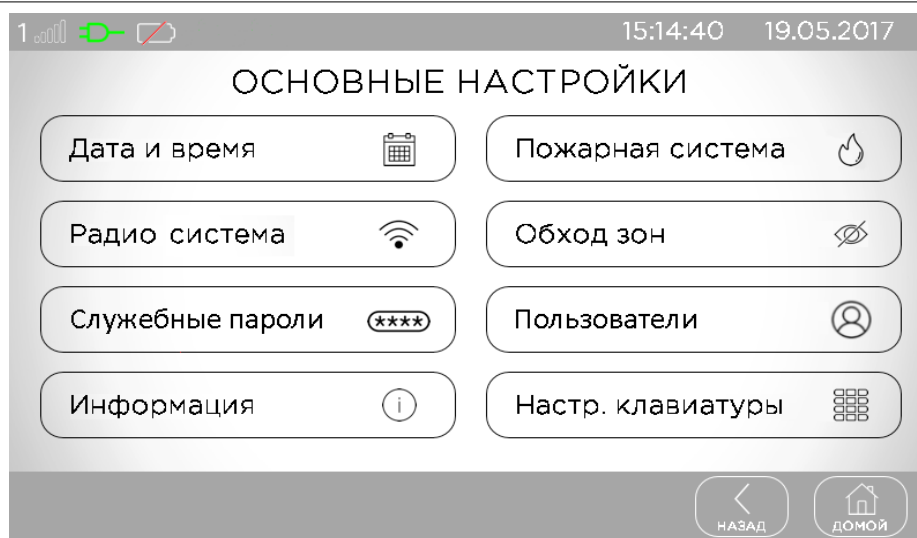 1 15:14:40 19.05.2017
ОСНОВНЫЕ НАСТРОЙКИ
Дата и время
Пожарная система
Радио система
Обход зон
Служебные пароли ****
Пользователи
Информация i
Настр. клавиатуры
НАЗАД
ДОМОЙ